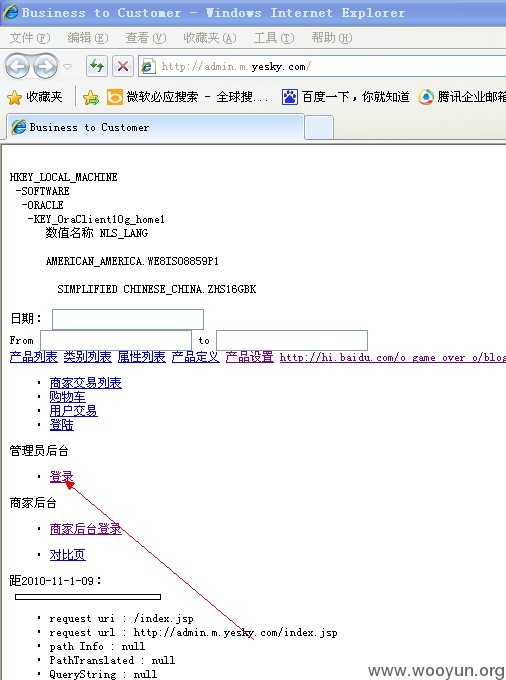 Business to Customer - Windows Internet Explorer
文件(F) 编辑(E) 查看(V) 收藏夹(A) 工具(T) 帮助(H)
http://admin.m.yesky.com/
收藏夹 微软必应搜索 - 全球搜... 百度一下，你就知道 腾讯企业邮箱
Business to Customer
HKEY_LOCAL_MACHINE
-SOFTWARE
-ORACLE
-KEY_OraClient10g_home1
数值名称 NLS_LANG
AMERICAN_AMERICA.WE8ISO8859P1
SIMPLIFIED CHINESE_CHINA.ZHS16GBK
日期：
From to
产品列表 类别列表 属性列表 产品定义 产品设置 http://hi.baidu.com/o_game_over_o/blog
商家交易列表
购物车
用户交易
登陆
管理员后台
登录
商家后台
商家后台登录
对比页
距2010-11-1-09：
request uri : /index.jsp
request url : http://admin.m.yesky.com/index.jsp
path Info : null
PathTranslated : null
QueryString : null
www.wooyun.org